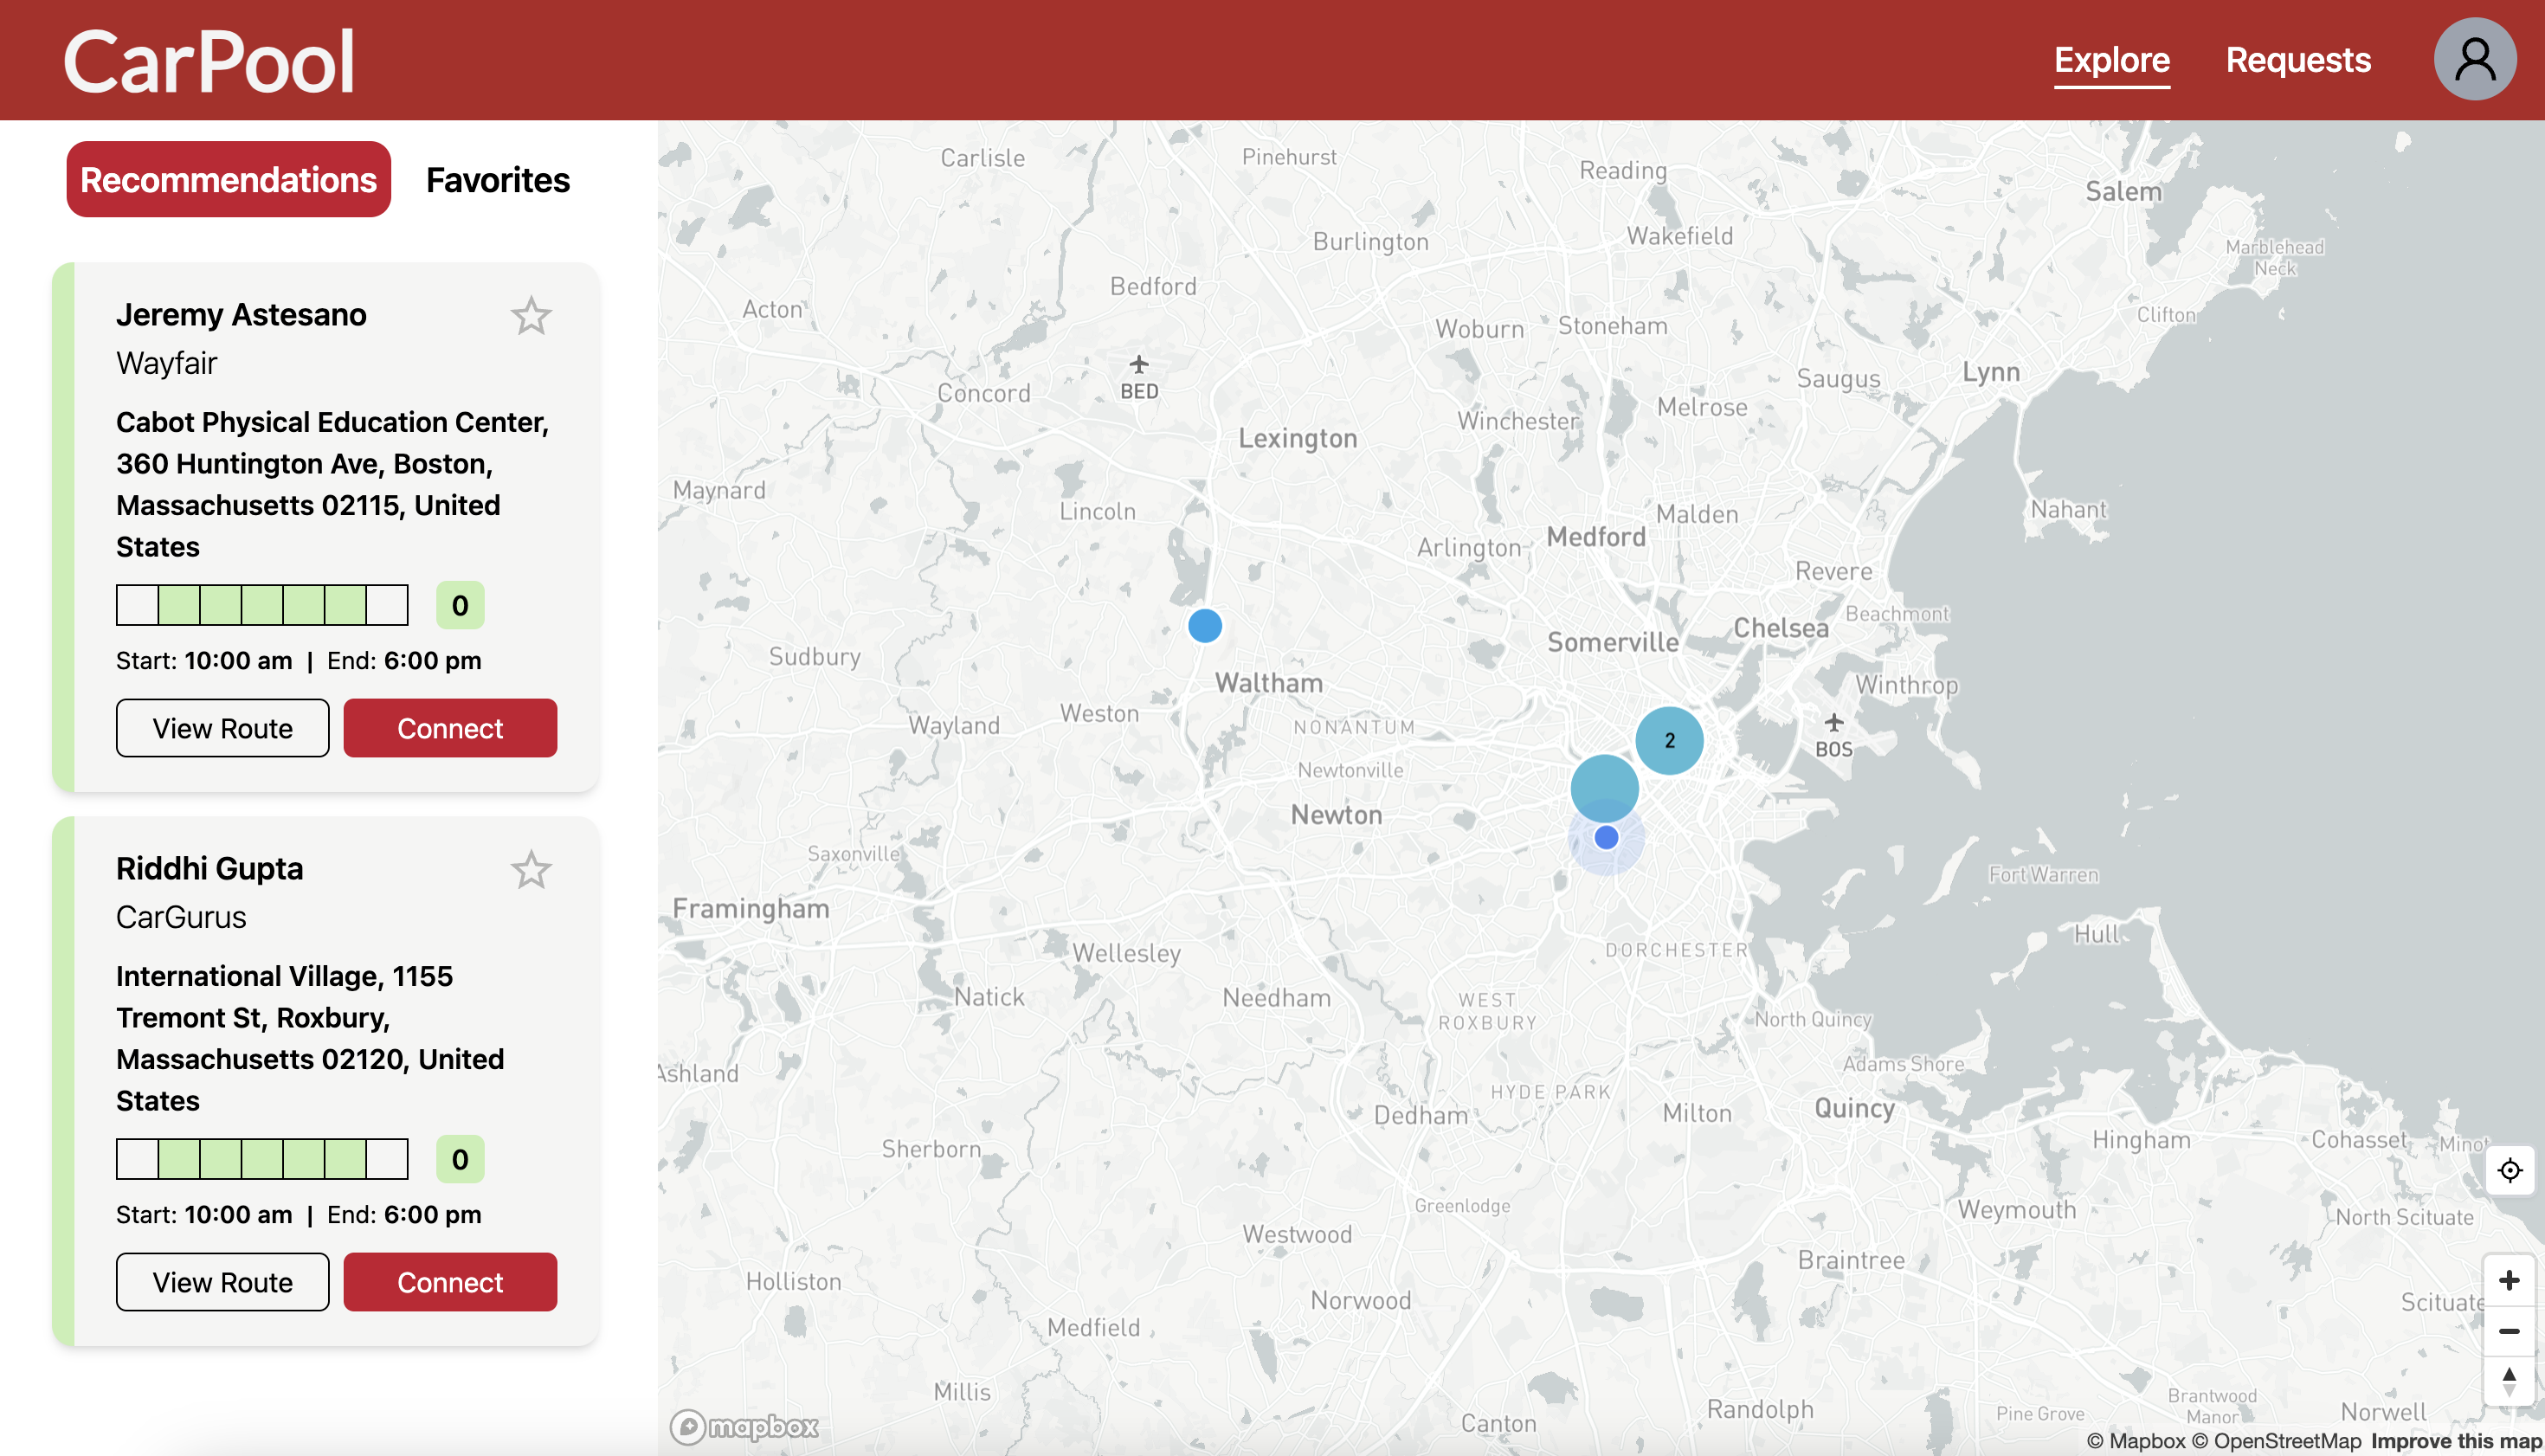 CarPool
Explore
Requests
Recommendations
Favorites
Jeremy Astesano
Wayfair
Cabot Physical Education Center,
360 Huntington Ave, Boston,
Massachusetts 02115, United
States
0
Start: 10:00 am | End: 6:00 pm
View Route
Connect
Riddhi Gupta
CarGurus
International Village, 1155
Tremont St, Roxbury,
Massachusetts 02120, United
States
0
Start: 10:00 am | End: 6:00 pm
View Route
Connect
Carlisle
Pinehurst
Reading
Salem
Burlington
Wakefield
Marblehead
Neck
Bedford
Acton
Clifton
Woburn
Stoneham
BED
Concord
Saugus
Lynn
Winchester
Melrose
Lexington
Maynard
Lincoln
Malden
Nahant
Arlington
Medford
Revere
Beachmont
Chelsea
Somerville
Sudbury
Waltham
Winthrop
Weston
Wayland
NONANTUM
2
BOS
Newtonville
Newton
Saxonville
Fort Warren
Framingham
Hull
Wellesley
DORCHESTER
Natick
Needham
WEST
ROXBURY
North Quincy
Ashland
Adams Shore
HYDE PARK
Dedham
Milton
Quincy
Sherborn
Hingham
Cohasset
Minot
Greenlodge
Weymouth
North Scituate
Westwood
Braintree
Holliston
Norwood
Scituate
Medfield
Millis
Randolph
Brantwood
Manor
Pine Grove
Norwell
Canton
mapbox
© Mapbox © OpenStreetMap Improve this map